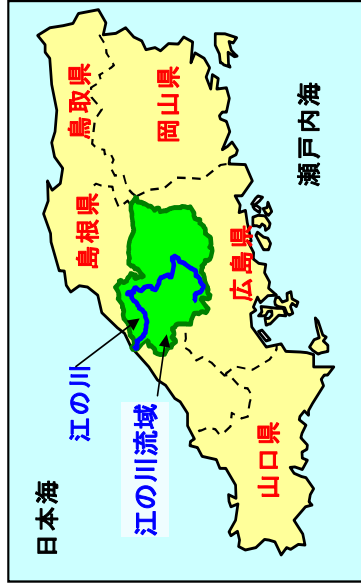 日本海
江の川
江の川流域
島根県
鳥取県
岡山県
広島県
山口県
瀬戸内海